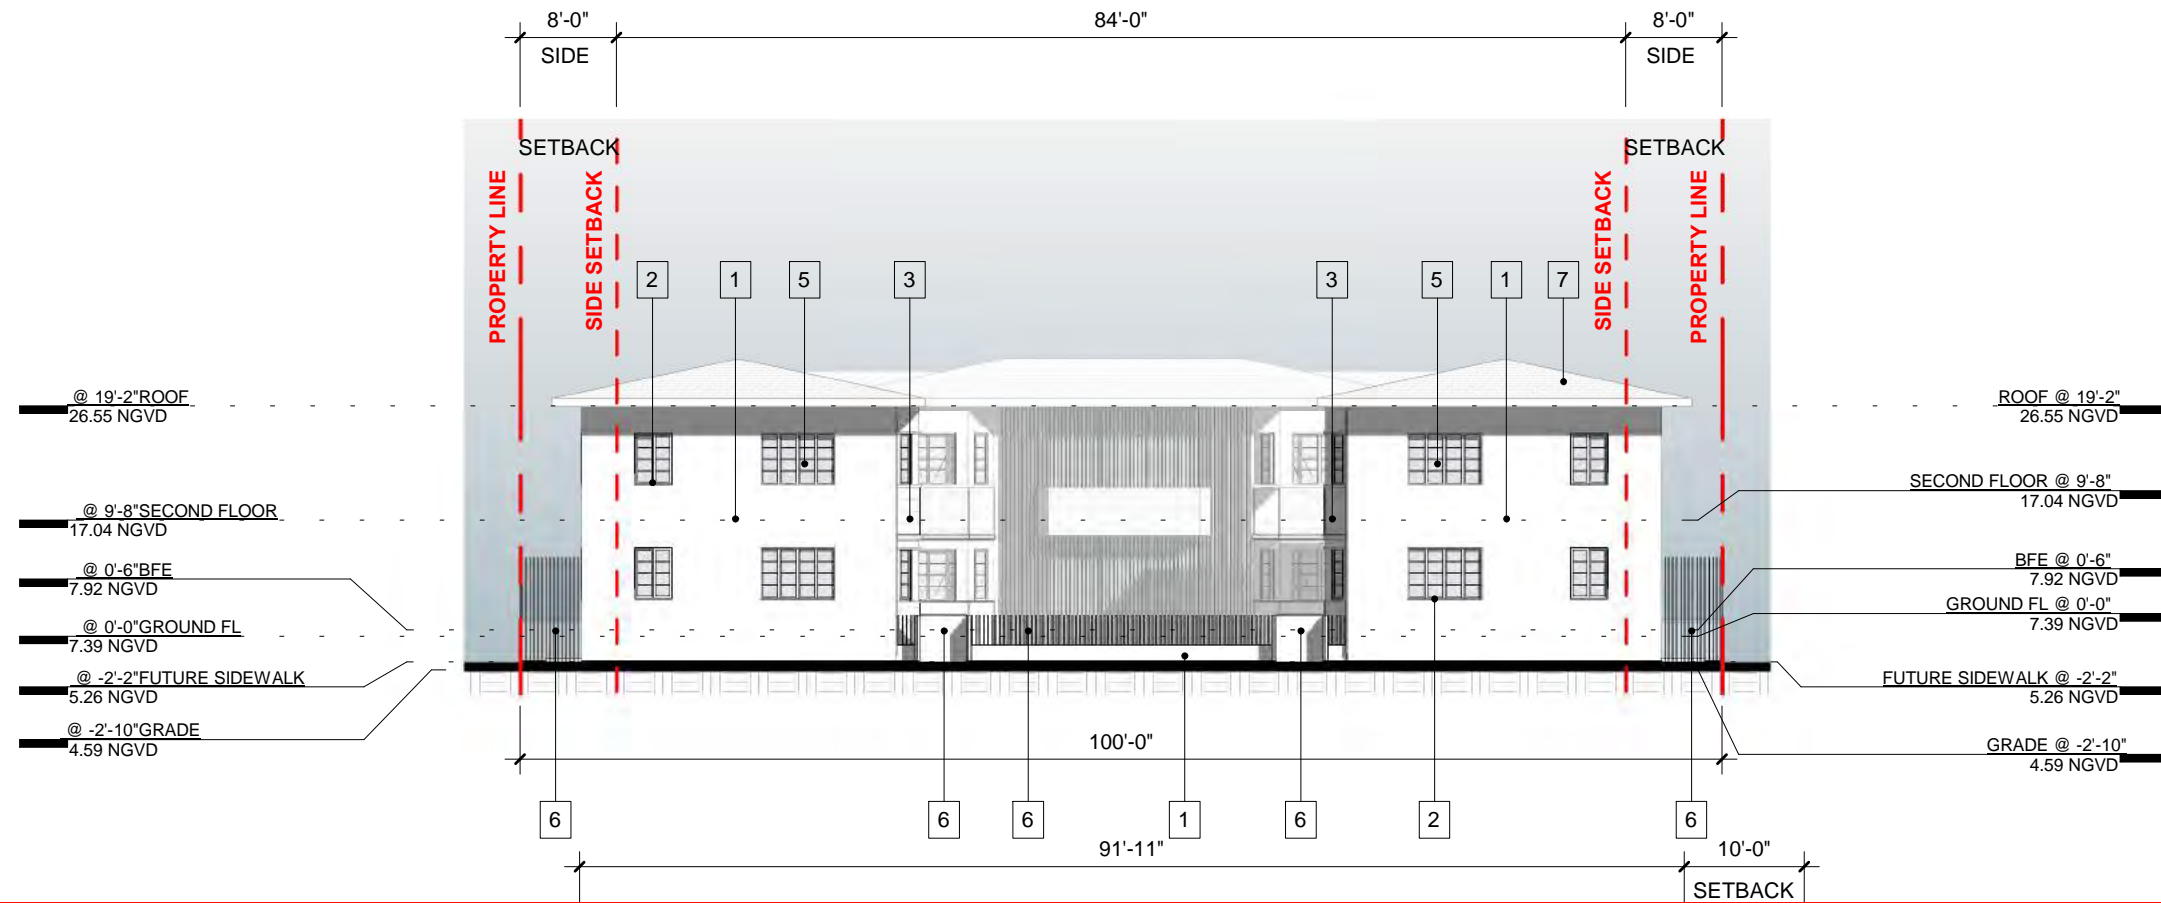 8'-0" 84'-0" 8'-0"
SIDE SIDE
SETBACK SETBACK
PROPERTY LINE SIDE SETBACK SIDE SETBACK PROPERTY LINE
2 1 5 3 3 5 1 7
@ 19'-2"ROOF
26.55 NGVD
ROOF @ 19'-2"
26.55 NGVD
@ 9'-8"SECOND FLOOR
17.04 NGVD
SECOND FLOOR @ 9'-8"
17.04 NGVD
@ 0'-6"BFE
7.92 NGVD
BFE @ 0'-6"
7.92 NGVD
@ 0'-0"GROUND FL
7.39 NGVD
GROUND FL @ 0'-0"
7.39 NGVD
@ -2'-2"FUTURE SIDEWALK
5.26 NGVD
FUTURE SIDEWALK @ -2'-2"
5.26 NGVD
@ -2'-10"GRADE
4.59 NGVD
GRADE @ -2'-10"
4.59 NGVD
100'-0"
6 6 6 1 6 2 6
91'-11" 10'-0"
SETBACK